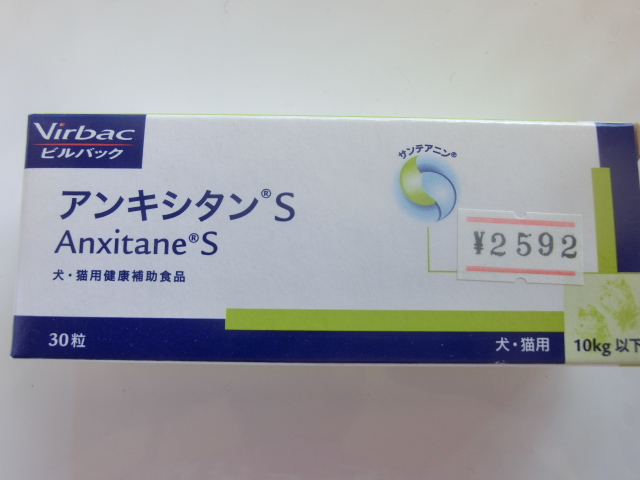 Virbac
ビルバック
サンテアニン®
アンキシタン®S
Anxitane®S
¥2592
犬・猫用健康補助食品
30粒
犬・猫用
10kg 以下